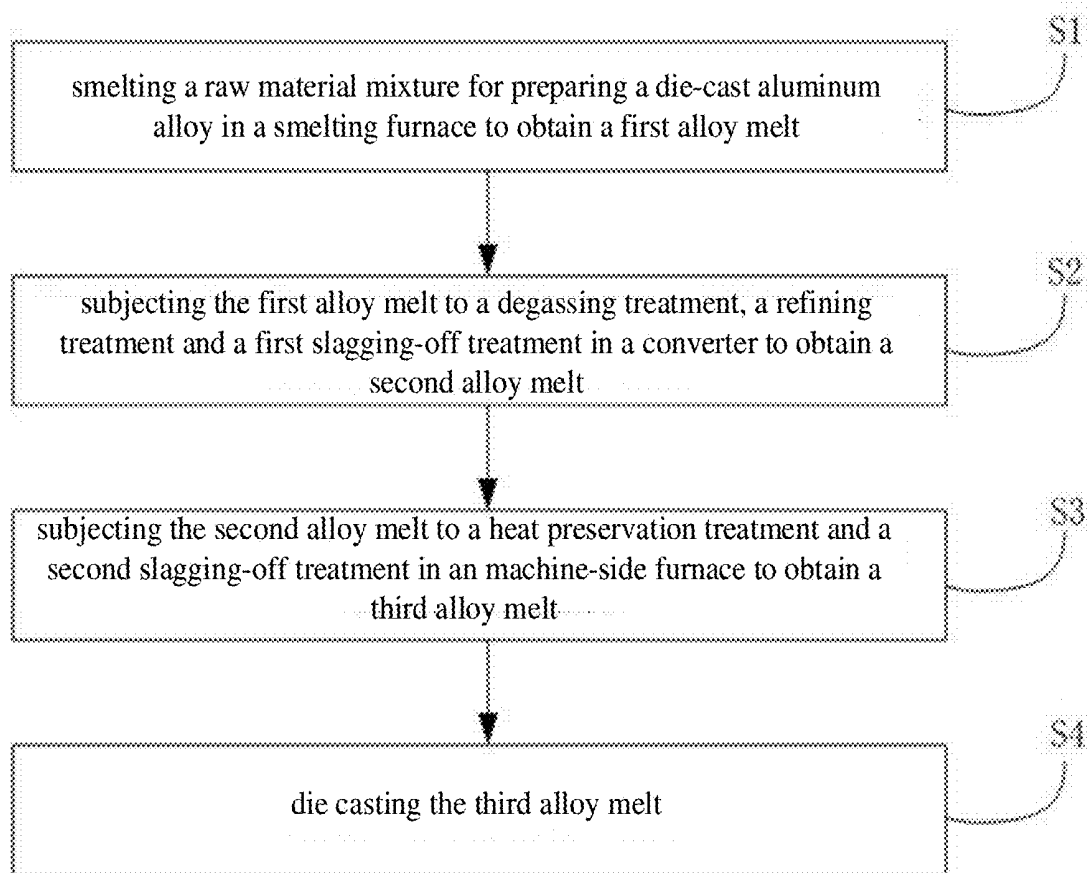 S1
smelting a raw material mixture for preparing a die-cast aluminum
alloy in a smelting furnace to obtain a first alloy melt
S2
subjecting the first alloy melt to a degassing treatment, a refining
treatment and a first slagging-off treatment in a converter to obtain a
second alloy melt
S3
subjecting the second alloy melt to a heat preservation treatment and a
second slagging-off treatment in an machine-side furnace to obtain a
third alloy melt
S4
die casting the third alloy melt